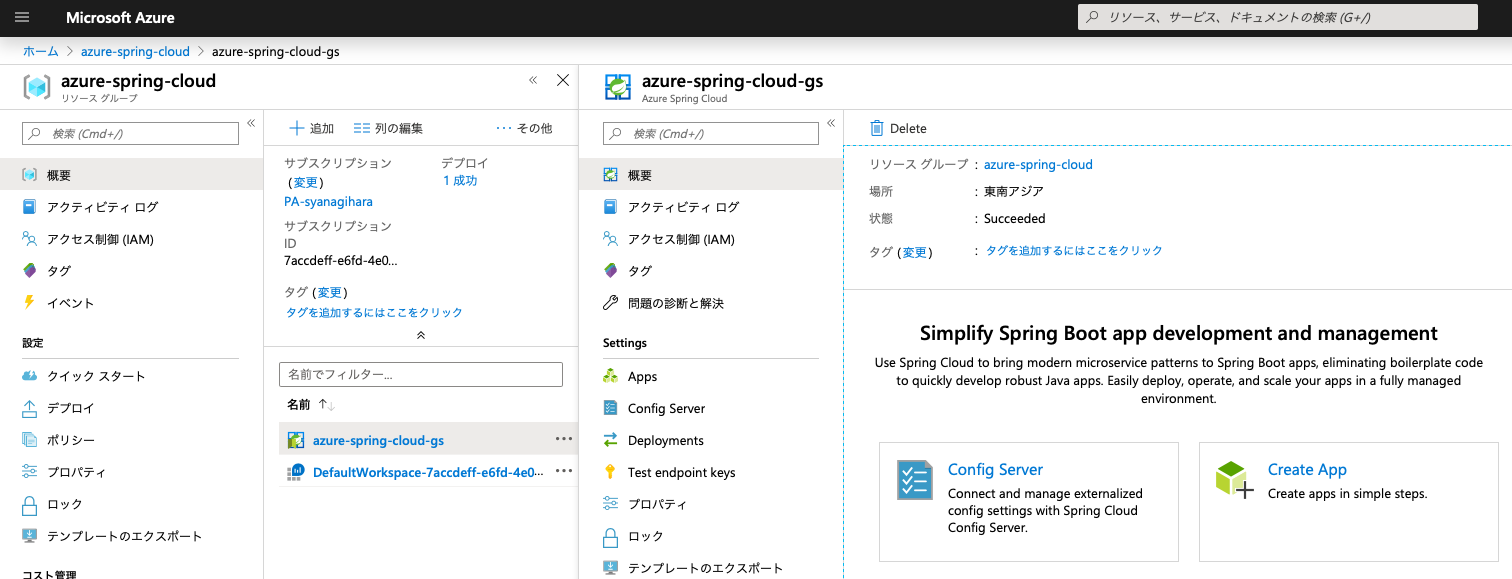 Microsoft Azure
リソース、サービス、ドキュメントの検索 (G+/)
ホーム > azure-spring-cloud > azure-spring-cloud-gs
azure-spring-cloud
リソース グループ
«
検索 (Cmd+/)
«
概要
アクティビティ ログ
アクセス制御 (IAM)
タグ
イベント
設定
クイック スタート
デプロイ
ポリシー
プロパティ
ロック
テンプレートのエクスポート
コスト管理
追加
列の編集
··· その他
サブスクリプション
(変更)
PA-syanagihara
デプロイ
1 成功
サブスクリプション
ID
7accdeff-e6fd-4e0...
タグ (変更)
タグを追加するにはここをクリック
名前でフィルター...
名前 ↑↓
azure-spring-cloud-gs
DefaultWorkspace-7accdeff-e6fd-4e0...
azure-spring-cloud-gs
Azure Spring Cloud
検索 (Cmd+/)
«
概要
アクティビティ ログ
アクセス制御 (IAM)
タグ
問題の診断と解決
Settings
Apps
Config Server
Deployments
Test endpoint keys
プロパティ
ロック
テンプレートのエクスポート
Delete
リソース グループ : azure-spring-cloud
場所 : 東南アジア
状態 : Succeeded
タグ (変更) : タグを追加するにはここをクリック
Simplify Spring Boot app development and management
Use Spring Cloud to bring modern microservice patterns to Spring Boot apps, eliminating boilerplate code
to quickly develop robust Java apps. Easily deploy, operate, and scale your apps in a fully managed
environment.
Config Server
Connect and manage externalized
config settings with Spring Cloud
Config Server.
Create App
Create apps in simple steps.